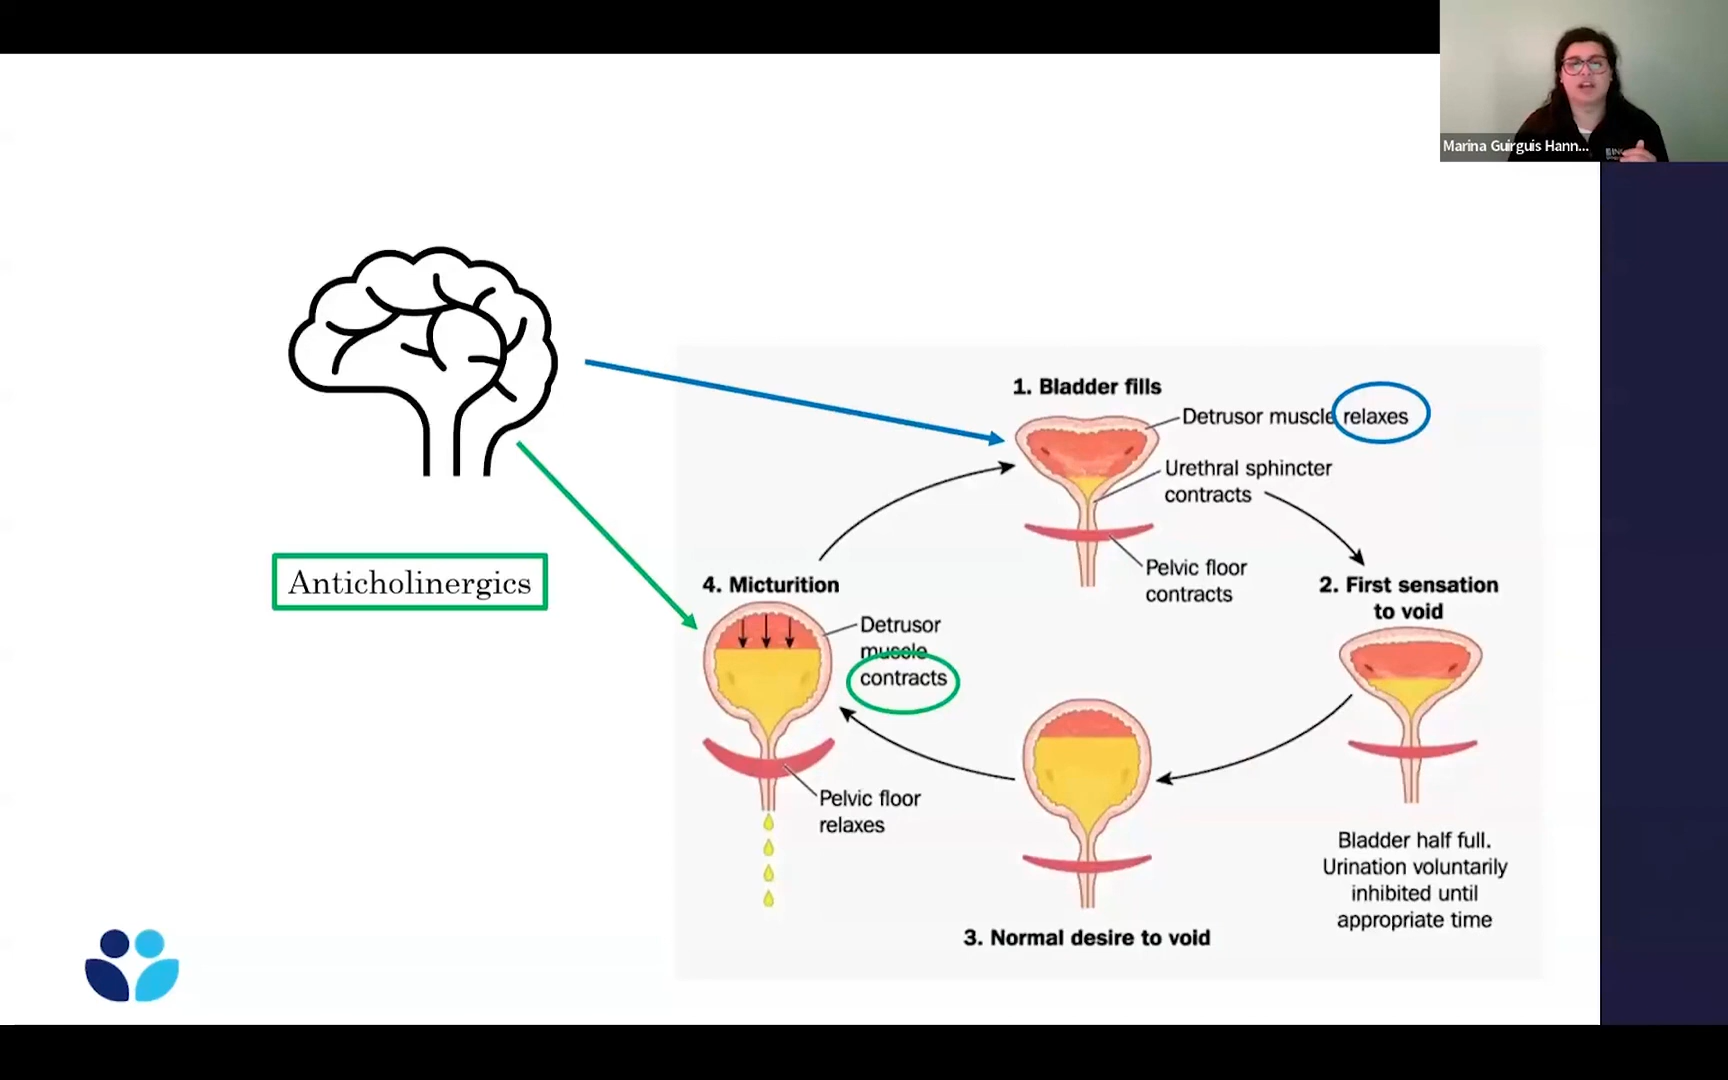 Marina Guirguis Hann...
1. Bladder fills
Detrusor muscle relaxes
Urethral sphincter
contracts
Pelvic floor
contracts
2. First sensation
to void
Bladder half full.
Urination voluntarily
inhibited until
appropriate time
3. Normal desire to void
4. Micturition
Detrusor
muscle
contracts
Pelvic floor
relaxes
Anticholinergics